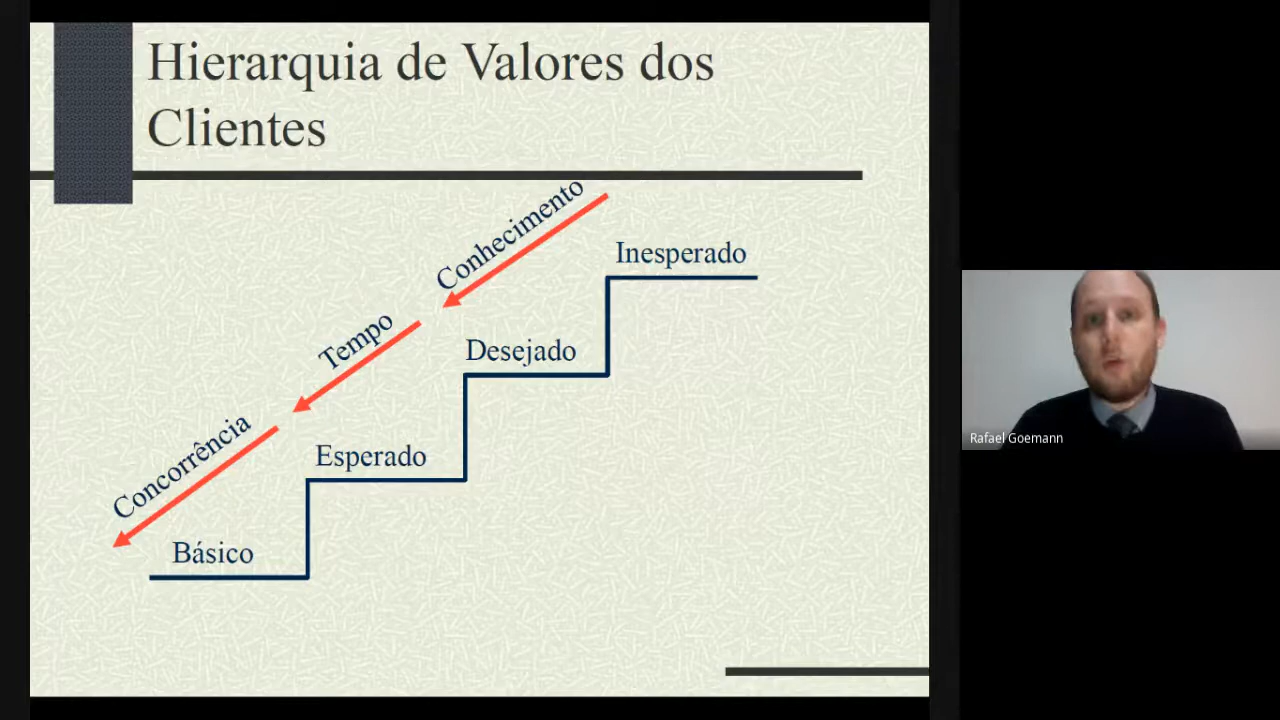 Hierarquia de Valores dos
Clientes
Conhecimento
Inesperado
Tempo
Desejado
Concorrência
Esperado
Básico
Rafael Goemann